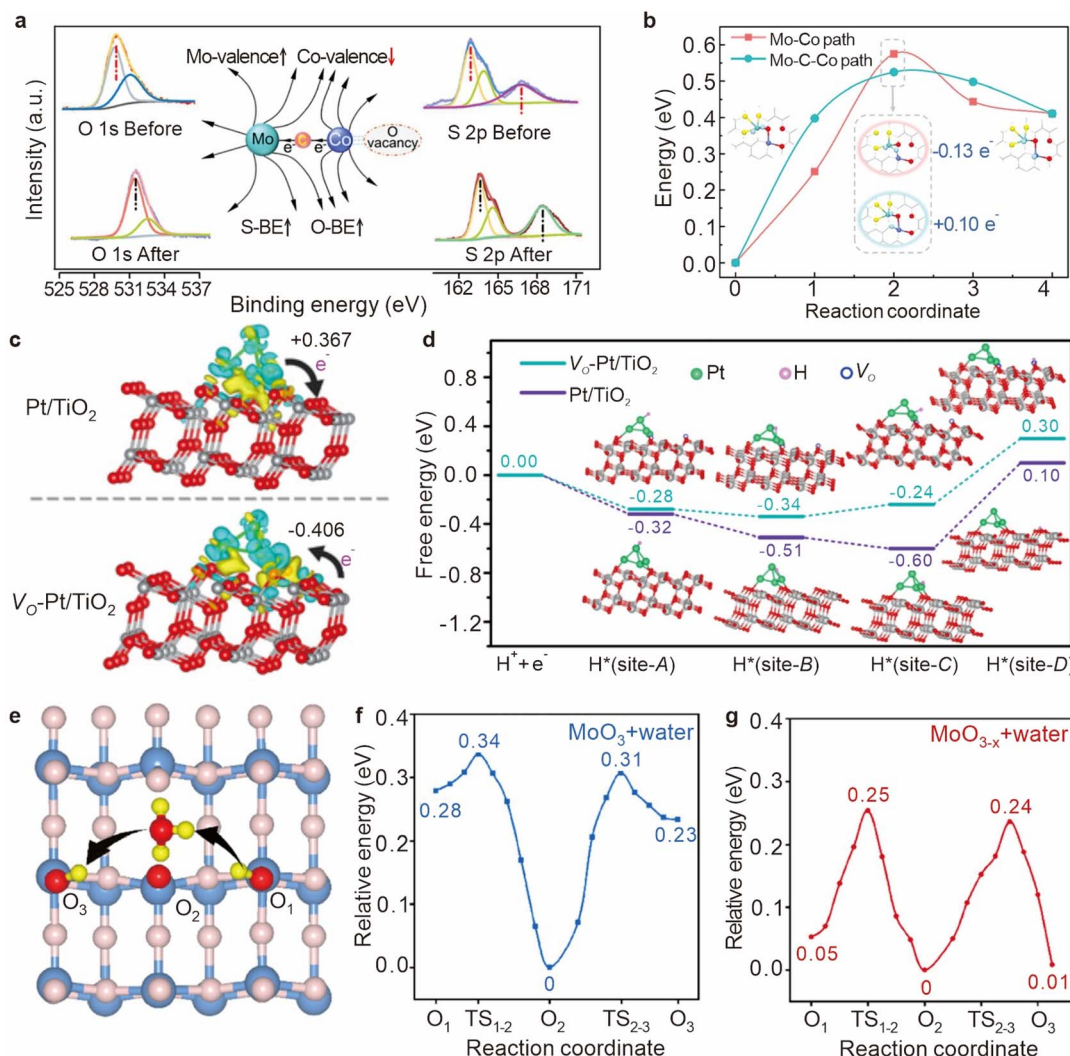 a
Intensity (a.u.)
O 1s Before
O 1s After
Mo-valence↑
Co-valence↓
Mo
e-
C
e-
Co
O
vacancy
S-BE↑
O-BE↑
S 2p Before
S 2p After
525 528 531 534 537
162 165 168 171
Binding energy (eV)
b
Energy (eV)
0.6
0.5
0.4
0.3
0.2
0.1
0.0
Mo-Co path
Mo-C-Co path
-0.13 e-
+0.10 e-
0 1 2 3 4
Reaction coordinate
c
+0.367
e-
Pt/TiO2
-0.406
e-
VO-Pt/TiO2
d
Free energy (eV)
0.8
0.4
0.0
-0.4
-0.8
-1.2
VO-Pt/TiO2
Pt/TiO2
Pt
H
VO
0.00
-0.28
-0.34
-0.24
0.30
-0.32
-0.51
-0.60
0.10
H+ + e-
H*(site-A)
H*(site-B)
H*(site-C)
H*(site-D)
e
O3
O2
O1
f
Relative energy (eV)
0.4
0.3
0.2
0.1
0.0
MoO3+water
0.28
0.34
0
0.31
0.23
O1 TS1-2 O2 TS2-3 O3
Reaction coordinate
g
Relative energy (eV)
0.4
0.3
0.2
0.1
0.0
MoO3-x+water
0.05
0.25
0
0.24
0.01
O1 TS1-2 O2 TS2-3 O3
Reaction coordinate